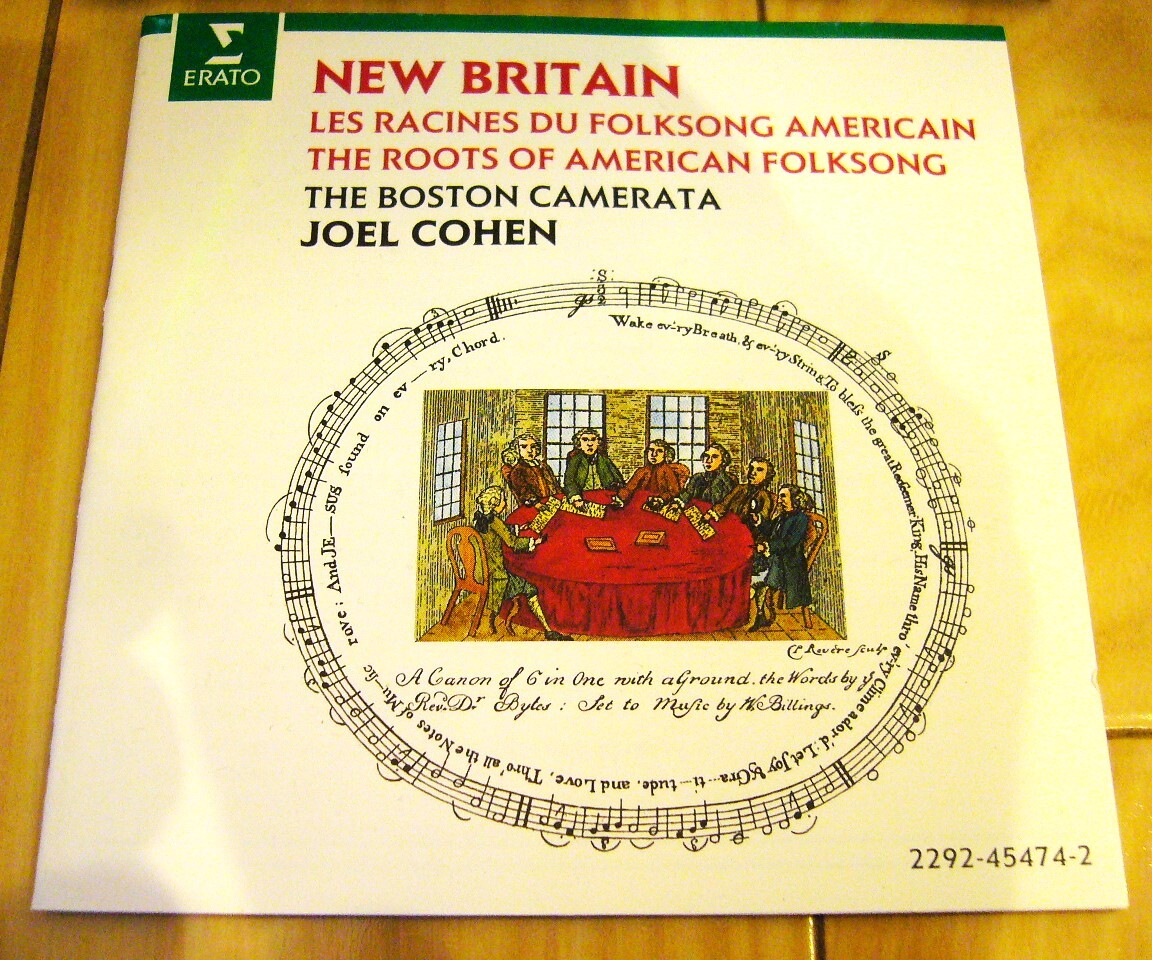 ERATO
NEW BRITAIN
LES RACINES DU FOLKSONG AMERICAIN
THE ROOTS OF AMERICAN FOLKSONG
THE BOSTON CAMERATA
JOEL COHEN
Wake ev'ry Breath, & ev'ry String To bless the great Redeemer King, His Name thro' ev'ry Clime ador'd: Let Joy & Gra---ti--tude, and Love, Thro' all the Notes of Mu-sic rove; And JE-SUS sound on ev-ry, Chord.
P. Revere Sculp
A Canon of 6 in One with a Ground. the Words by y
Rev.d Dr Byles: Set to Music by W. Billings.
2292-45474-2